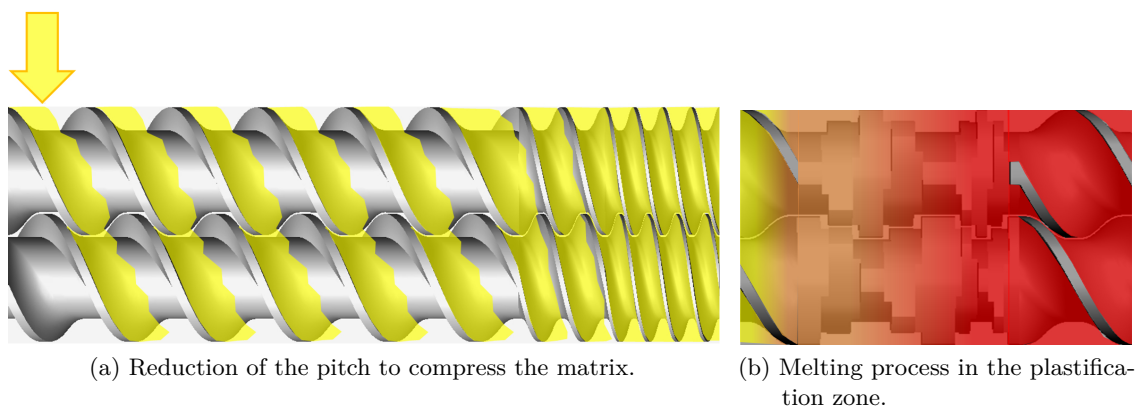 (a) Reduction of the pitch to compress the matrix.
(b) Melting process in the plastifica-
tion zone.